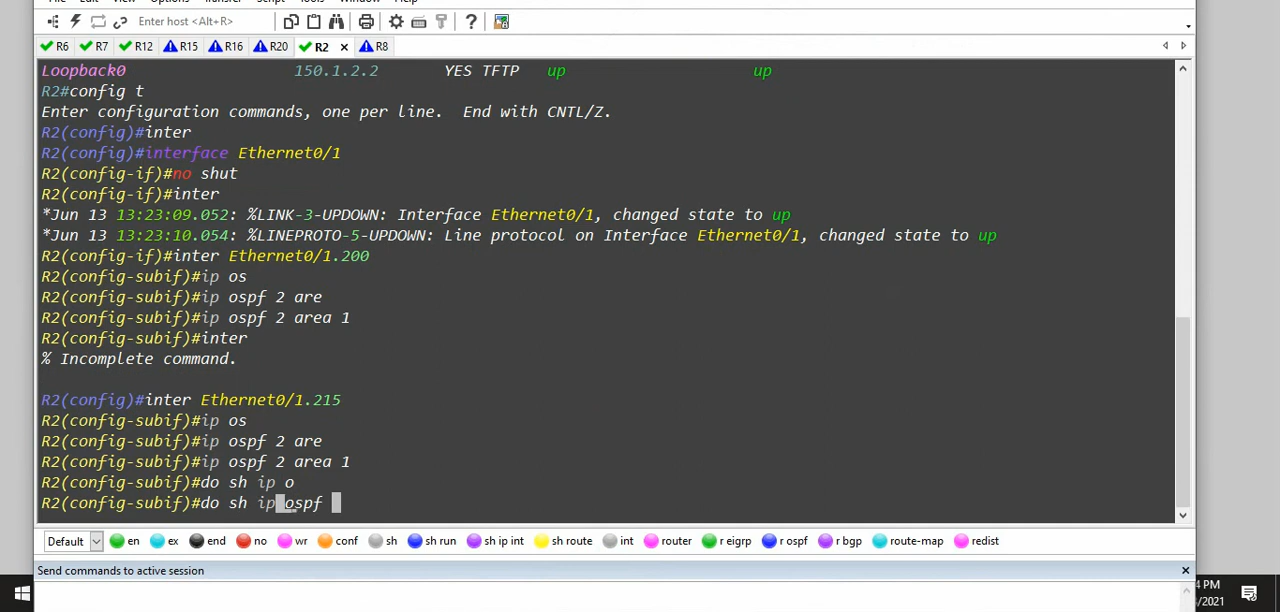 Enter host <Alt+R>
R6 R7 R12 R15 R16 R20 R2 R8
Loopback0 150.1.2.2 YES TFTP up up
R2#config t
Enter configuration commands, one per line. End with CNTL/Z.
R2(config)#inter
R2(config)#interface Ethernet0/1
R2(config-if)#no shut
R2(config-if)#inter
*Jun 13 13:23:09.052: %LINK-3-UPDOWN: Interface Ethernet0/1, changed state to up
*Jun 13 13:23:10.054: %LINEPROTO-5-UPDOWN: Line protocol on Interface Ethernet0/1, changed state to up
R2(config-if)#inter Ethernet0/1.200
R2(config-subif)#ip os
R2(config-subif)#ip ospf 2 are
R2(config-subif)#ip ospf 2 area 1
R2(config-subif)#inter
% Incomplete command.
R2(config)#inter Ethernet0/1.215
R2(config-subif)#ip os
R2(config-subif)#ip ospf 2 are
R2(config-subif)#ip ospf 2 area 1
R2(config-subif)#do sh ip o
R2(config-subif)#do sh ip ospf
Default en ex end no wr conf sh sh run sh ip int sh route int router r eigrp r ospf r bgp route-map redist
Send commands to active session
4 PM
/2021